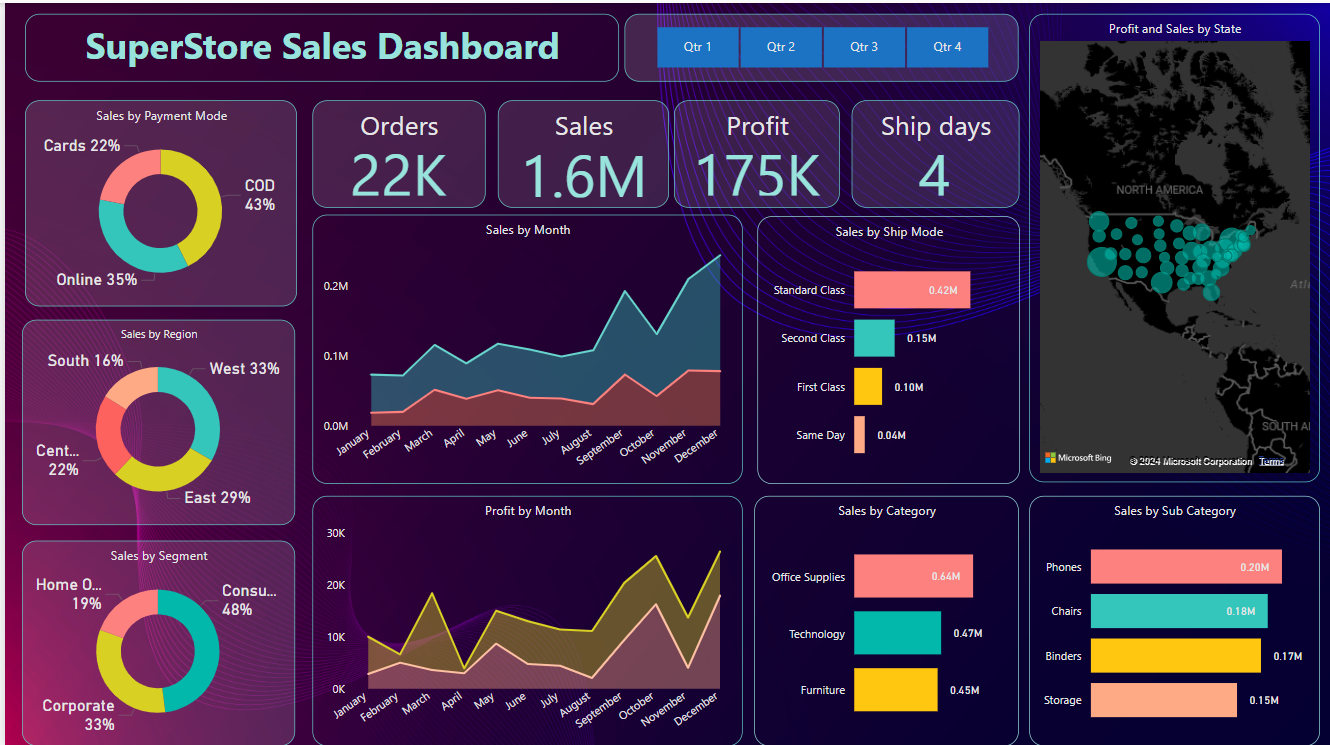 SuperStore Sales Dashboard
Qtr 1
Qtr 2
Qtr 3
Qtr 4
Sales by Payment Mode
Cards 22%
COD
43%
Online 35%
Orders
22K
Sales
1.6M
Profit
175K
Ship days
4
Profit and Sales by State
NORTH AMERICA
Atl
SOUTH A
Microsoft Bing
© 2024 Microsoft Corporation
Terms
Sales by Region
South 16%
West 33%
Cent...
22%
East 29%
Sales by Month
0.2M
0.1M
0.0M
January
February
March
April
May
June
July
August
September
October
November
December
Sales by Ship Mode
Standard Class
0.42M
Second Class
0.15M
First Class
0.10M
Same Day
0.04M
Sales by Segment
Home O...
19%
Consu...
48%
Corporate
33%
Profit by Month
30K
20K
10K
0K
January
February
March
April
May
June
July
August
September
October
November
December
Sales by Category
Office Supplies
0.64M
Technology
0.47M
Furniture
0.45M
Sales by Sub Category
Phones
0.20M
Chairs
0.18M
Binders
0.17M
Storage
0.15M